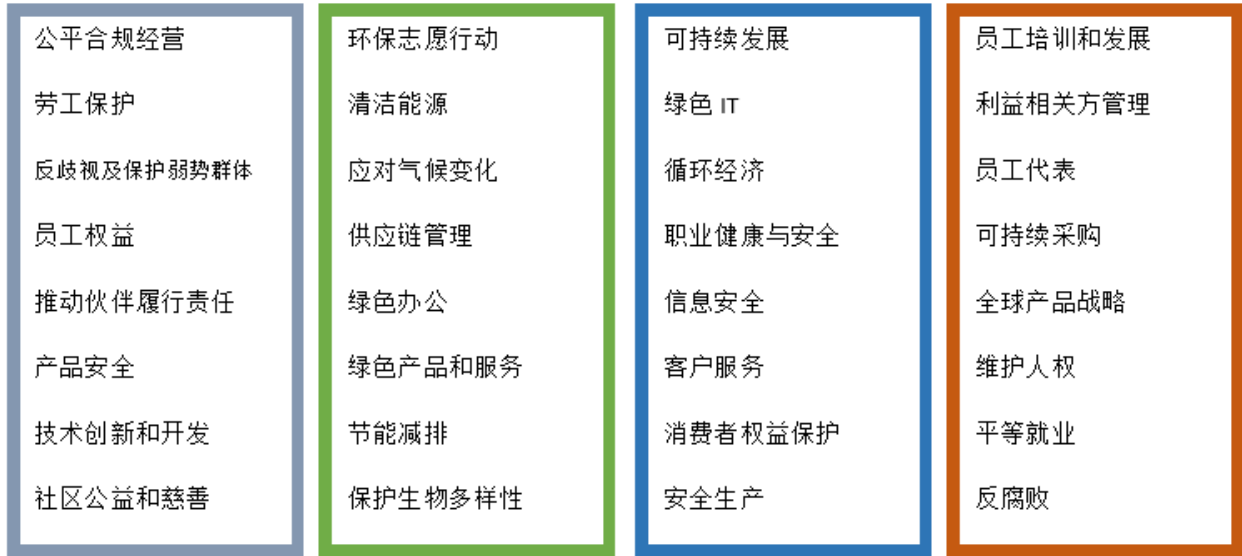 公平合规经营
劳工保护
反歧视及保护弱势群体
员工权益
推动伙伴履行责任
产品安全
技术创新和开发
社区公益和慈善
环保志愿行动
清洁能源
应对气候变化
供应链管理
绿色办公
绿色产品和服务
节能减排
保护生物多样性
可持续发展
绿色 IT
循环经济
职业健康与安全
信息安全
客户服务
消费者权益保护
安全生产
员工培训和发展
利益相关方管理
员工代表
可持续采购
全球产品战略
维护人权
平等就业
反腐败